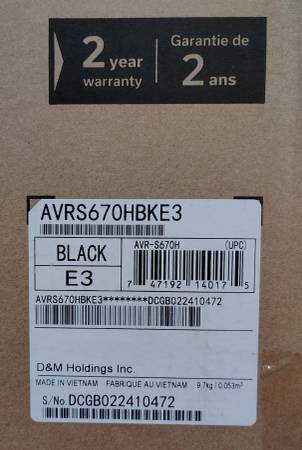 2 year warranty
Garantie de 2 ans
AVRS670HBKE3
BLACK
E3
AVR-S670H (UPC)
7 47192 14017 5
AVRS670HBKE3********DCGB022410472
D&M Holdings Inc.
MADE IN VIETNAM FABRIQUE AU VIETNAM 9.7kg / 0.053m³
S/No.DCGB022410472